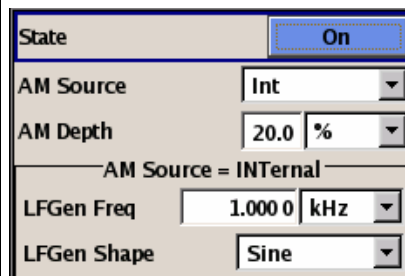 State On
AM Source Int
AM Depth 20.0 %
AM Source = INTernal
LFGen Freq 1.000 0 kHz
LFGen Shape Sine